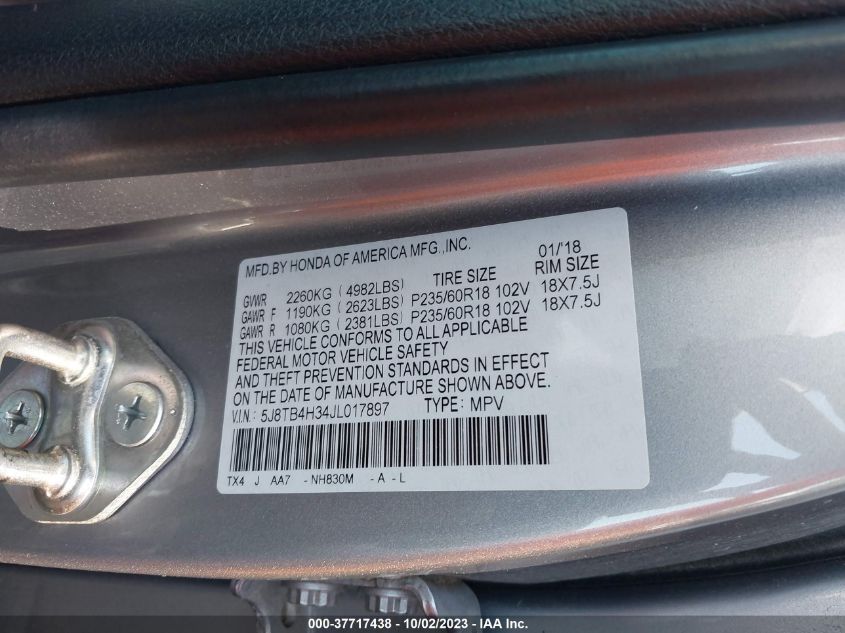 MFD.BY HONDA OF AMERICA MFG.,INC. 01/'18
GVWR 2260KG (4982LBS) TIRE SIZE RIM SIZE
GAWR F 1190KG (2623LBS) P235/60R18 102V 18X7.5J
GAWR R 1080KG (2381LBS) P235/60R18 102V 18X7.5J
THIS VEHICLE CONFORMS TO ALL APPLICABLE
FEDERAL MOTOR VEHICLE SAFETY
AND THEFT PREVENTION STANDARDS IN EFFECT
ON THE DATE OF MANUFACTURE SHOWN ABOVE.
V.I.N.: 5J8TB4H34JL017897 TYPE: MPV
TX4 J AA7 -NH830M -A -L
000-37717438 - 10/02/2023 - IAA Inc.